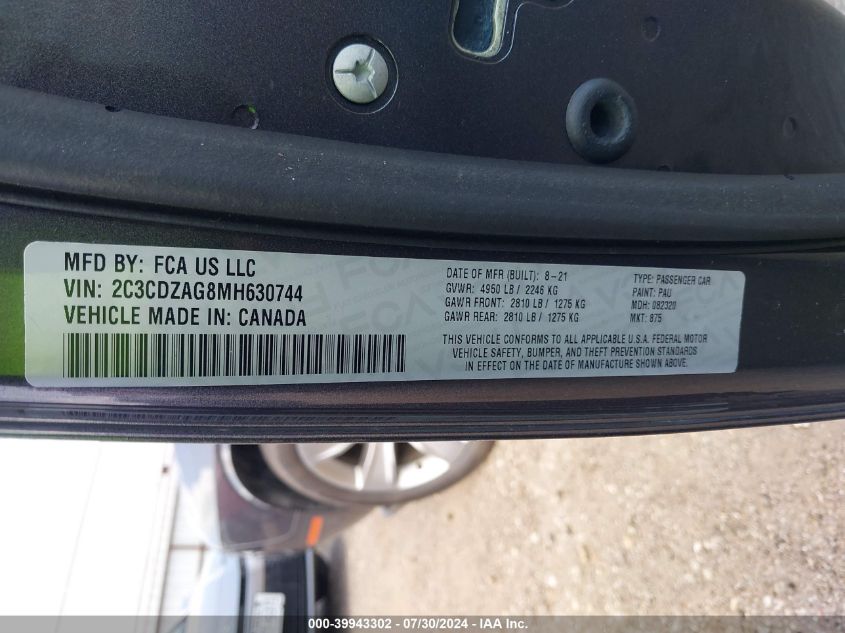 MFD BY: FCA US LLC
VIN: 2C3CDZAG8MH630744
VEHICLE MADE IN: CANADA
DATE OF MFR (BUILT): 8-21
GVWR: 4950 LB / 2246 KG
GAWR FRONT: 2810 LB / 1275 KG
GAWR REAR: 2810 LB / 1275 KG
TYPE: PASSENGER CAR
PAINT: PAU
MDH: 082320
MKT: 875
THIS VEHICLE CONFORMS TO ALL APPLICABLE U.S.A. FEDERAL MOTOR
VEHICLE SAFETY, BUMPER, AND THEFT PREVENTION STANDARDS
IN EFFECT ON THE DATE OF MANUFACTURE SHOWN ABOVE.
000-39943302 - 07/30/2024 - IAA Inc.